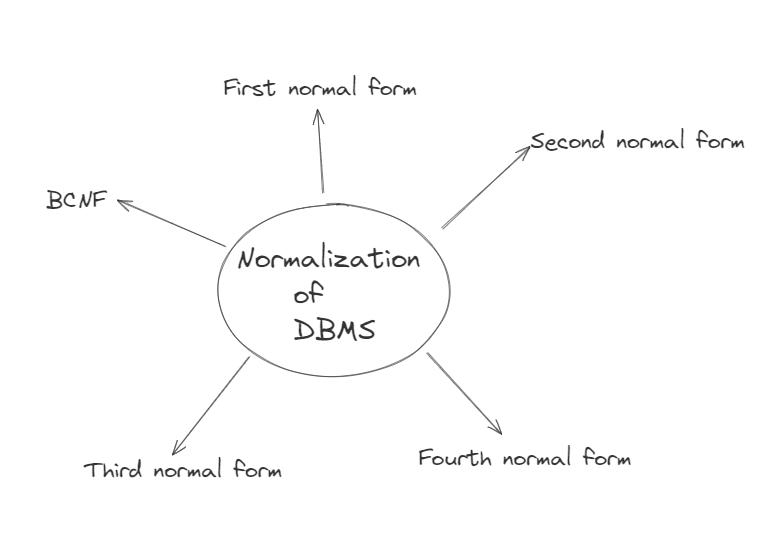 First normal form
Second normal form
BCNF
Normalization
of
DBMS
Third normal form
Fourth normal form